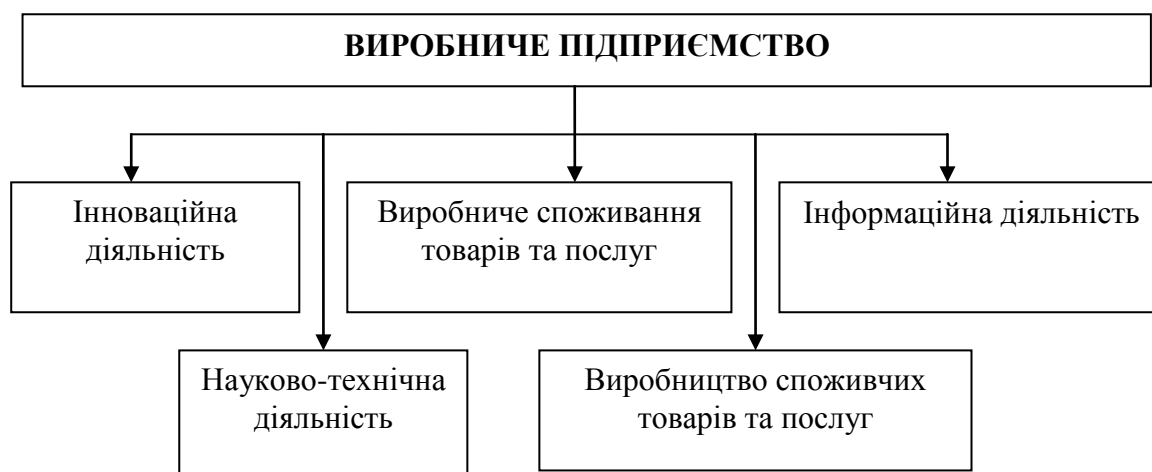 ВИРОБНИЧЕ ПІДПРИЄМСТВО
Інноваційна
діяльність
Виробниче споживання
товарів та послуг
Інформаційна діяльність
Науково-технічна
діяльність
Виробництво споживчих
товарів та послуг